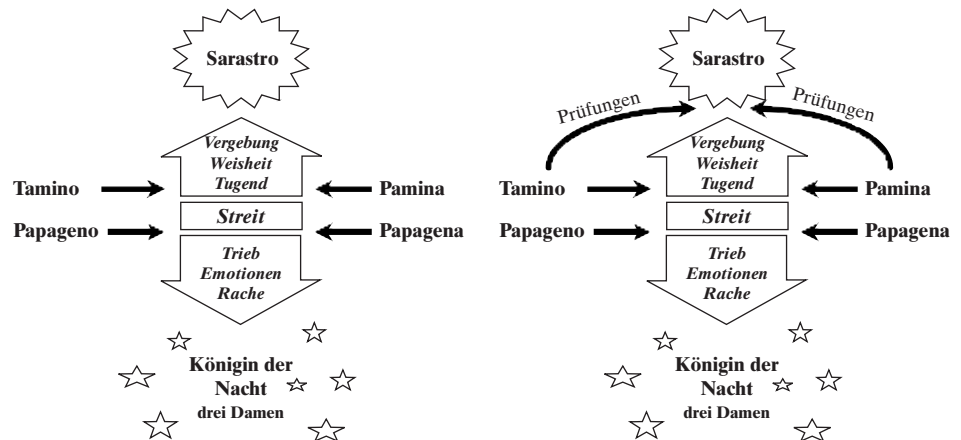 Sarastro
Vergebung
Weisheit
Tugend
Tamino
Pamina
Streit
Papageno
Papagena
Trieb
Emotionen
Rache
Königin der
Nacht
drei Damen
Sarastro
Prüfungen
Prüfungen
Vergebung
Weisheit
Tugend
Tamino
Pamina
Streit
Papageno
Papagena
Trieb
Emotionen
Rache
Königin der
Nacht
drei Damen